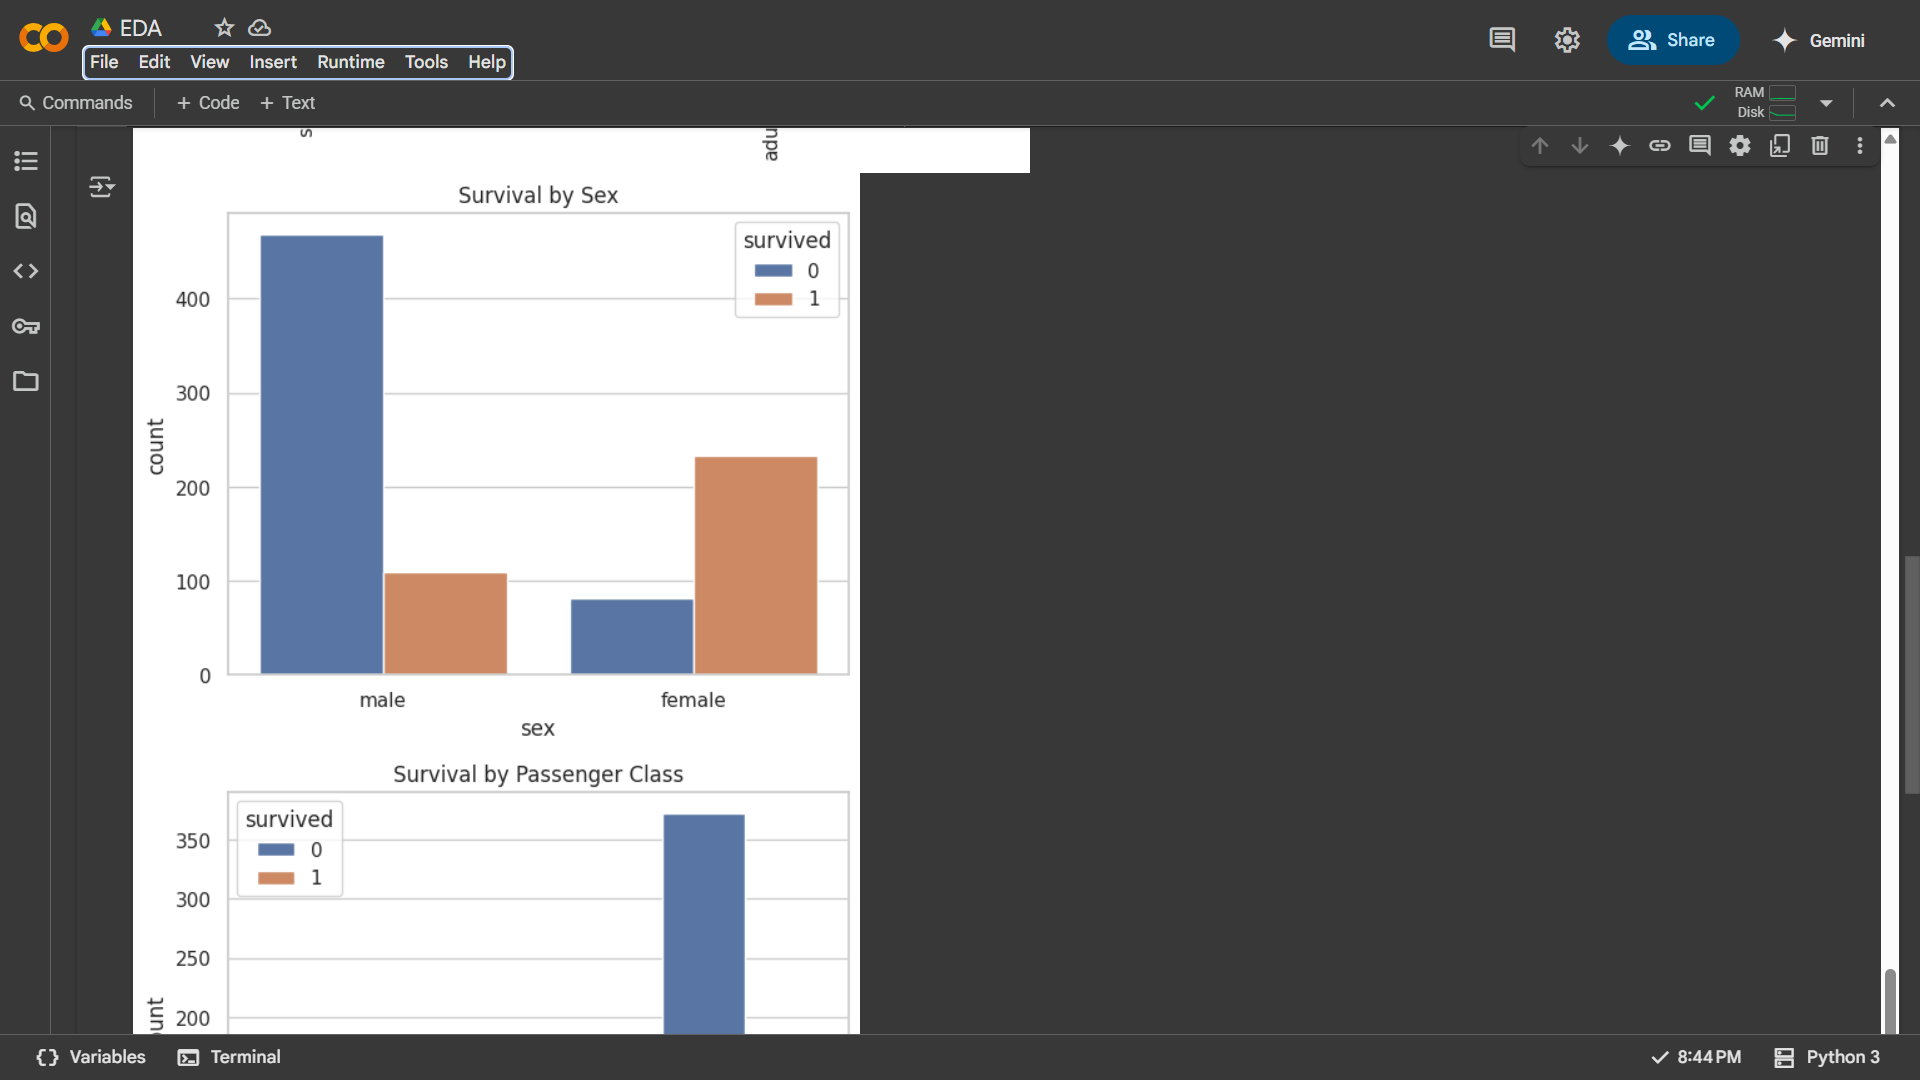 EDA
File Edit View Insert Runtime Tools Help
Share
Gemini
Commands + Code + Text
RAM
Disk
s
adu
Survival by Sex
survived
0
1
400
300
200
100
0
count
male female
sex
Survival by Passenger Class
survived
0
1
350
300
250
200
unt
Variables Terminal
8:44 PM Python 3